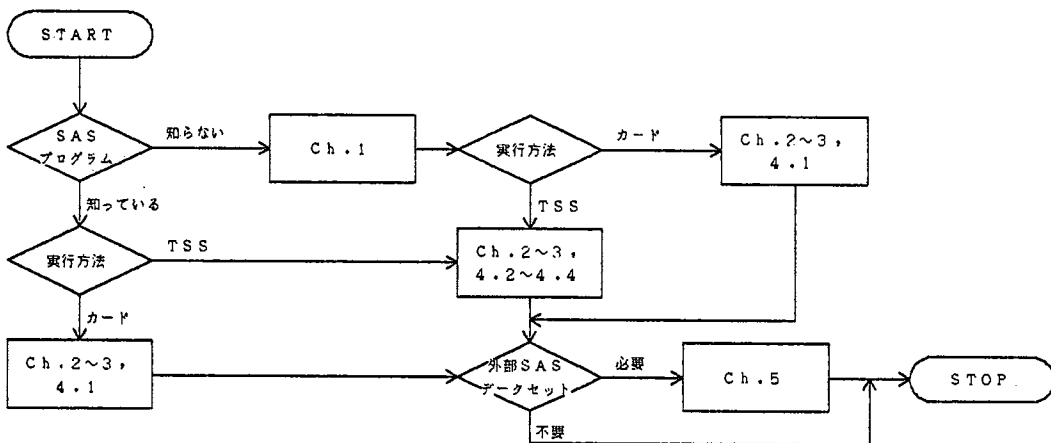 START
SAS
プログラム
知らない
Ch.1
実行方法
カード
Ch.2～3,
4.1
知っている
TSS
実行方法
TSS
Ch.2～3,
4.2～4.4
カード
Ch.2～3,
4.1
外部SAS
データセット
必要
Ch.5
STOP
不要